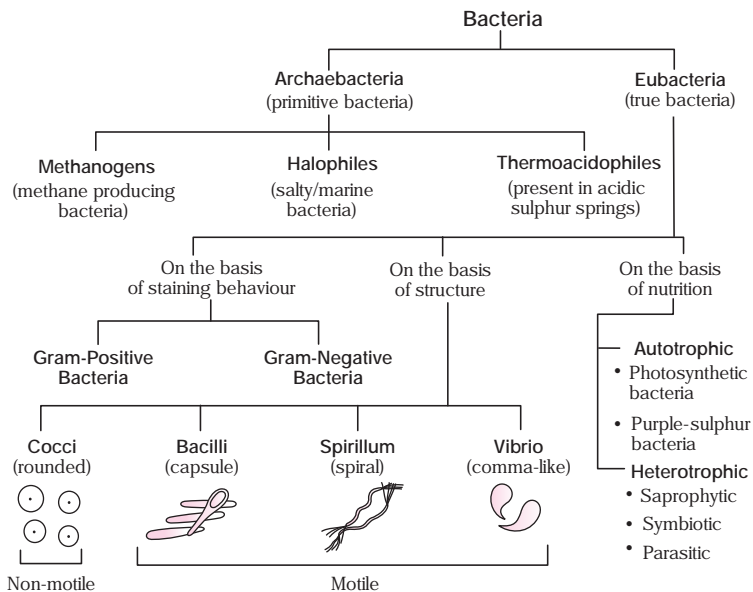 Bacteria
Archaebacteria
(primitive bacteria)
Eubacteria
(true bacteria)
Methanogens
(methane producing
bacteria)
Halophiles
(salty/marine
bacteria)
Thermoacidophiles
(present in acidic
sulphur springs)
On the basis
of staining behaviour
On the basis
of structure
On the basis
of nutrition
Gram-Positive
Bacteria
Gram-Negative
Bacteria
Autotrophic
• Photosynthetic
bacteria
• Purple-sulphur
bacteria
Heterotrophic
• Saprophytic
• Symbiotic
• Parasitic
Cocci
(rounded)
Bacilli
(capsule)
Spirillum
(spiral)
Vibrio
(comma-like)
Non-motile
Motile